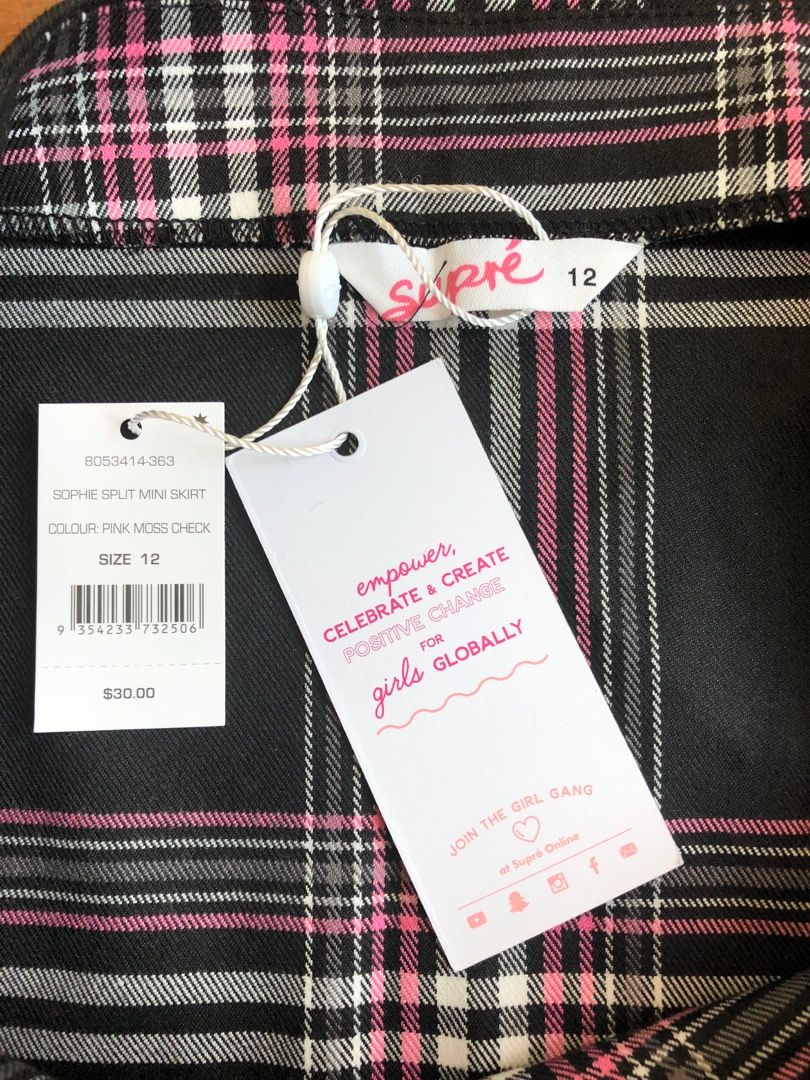 supré 12
8053414-363
SOPHIE SPLIT MINI SKIRT
COLOUR: PINK MOSS CHECK
SIZE 12
9 354233 732506
$30.00
empower,
CELEBRATE & CREATE
POSITIVE CHANGE
FOR
girls GLOBALLY
JOIN THE GIRL GANG
at Supré Online